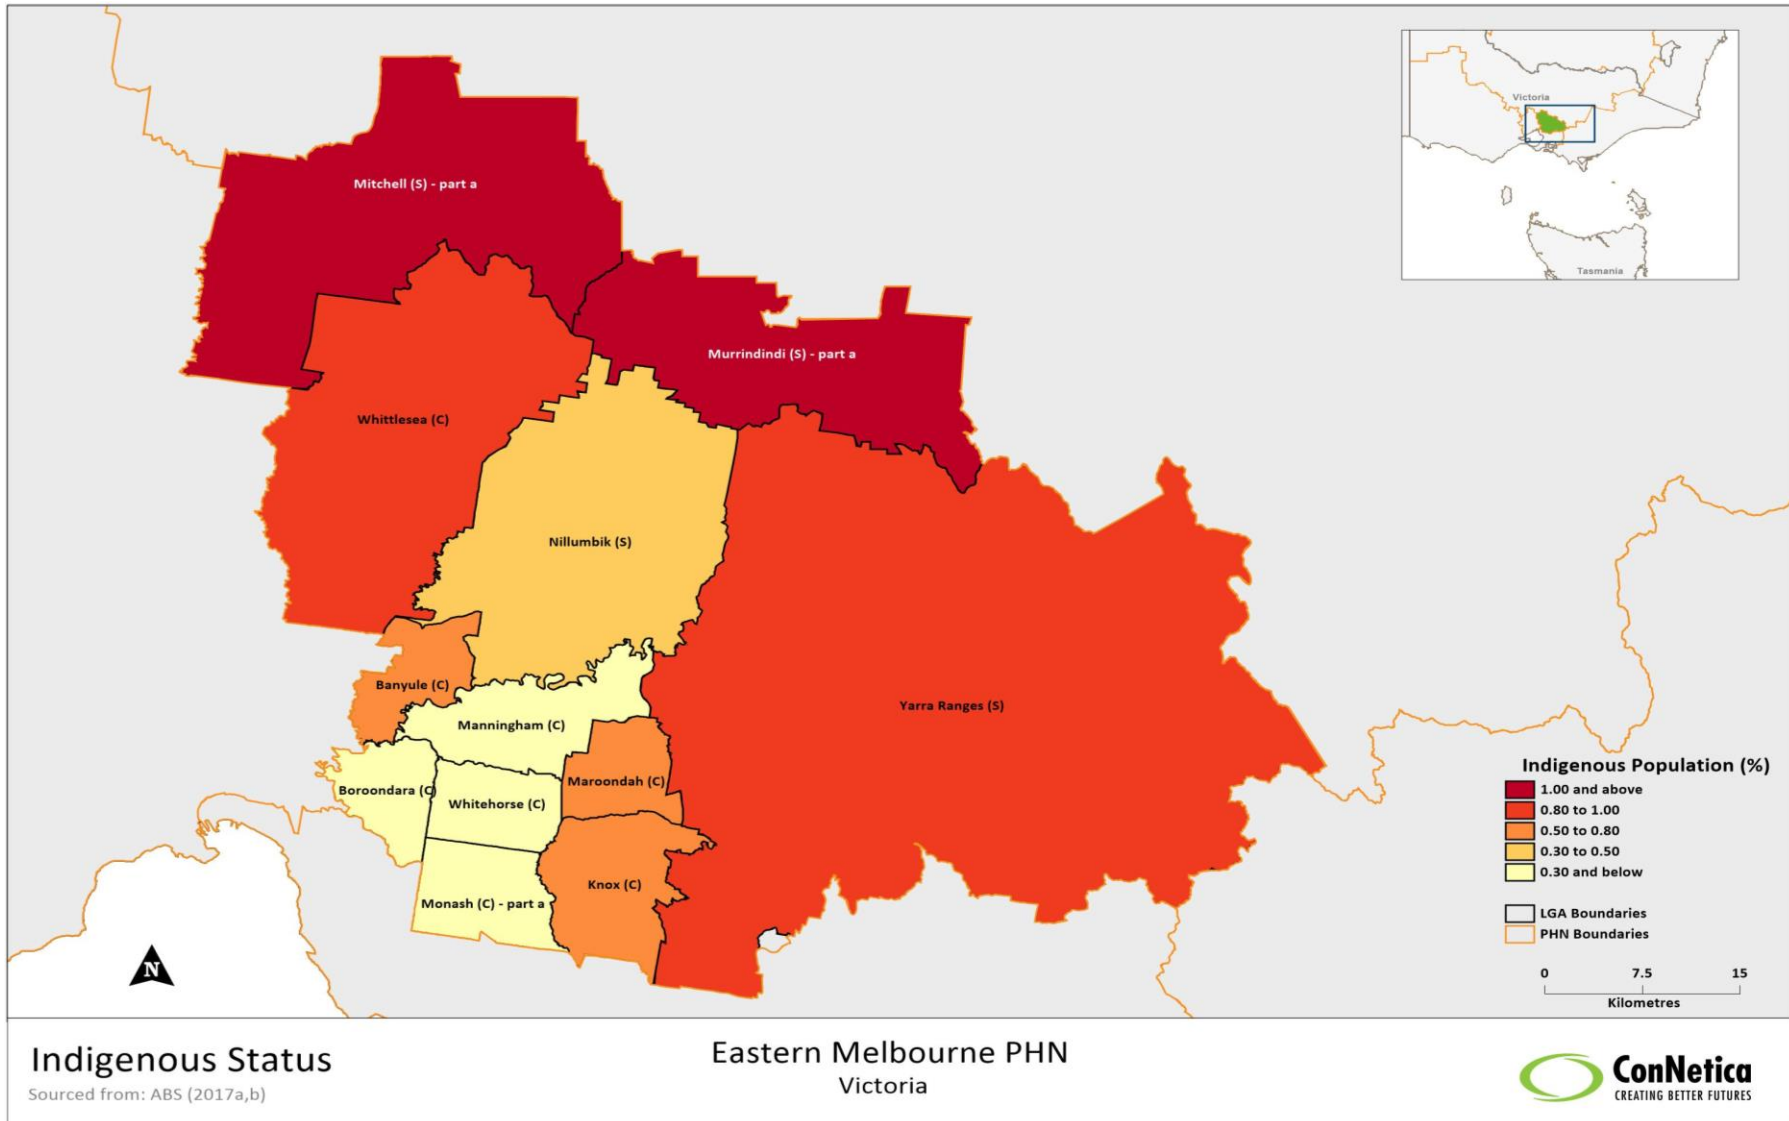 Victoria
Tasmania
Mitchell (S) - part a
Murrindindi (S) - part a
Whittlesea (C)
Nillumbik (S)
Banyule (C)
Yarra Ranges (S)
Manningham (C)
Maroondah (C)
Boroondara (C)
Whitehorse (C)
Knox (C)
Monash (C) - part a
Indigenous Population (%)
1.00 and above
0.80 to 1.00
0.50 to 0.80
0.30 to 0.50
0.30 and below
LGA Boundaries
PHN Boundaries
0 7.5 15
Kilometres
N
Indigenous Status
Sourced from: ABS (2017a,b)
Eastern Melbourne PHN
Victoria
ConNetica
CREATING BETTER FUTURES